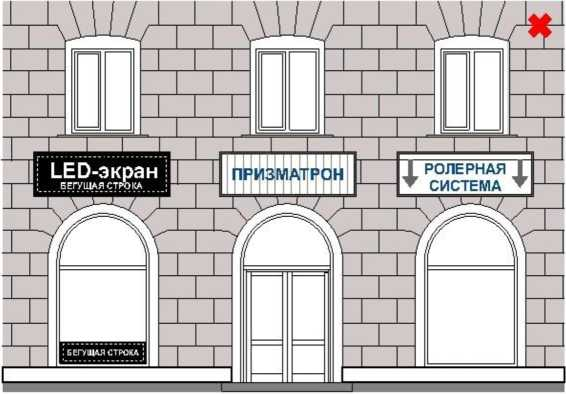 LED-экран
БЕГУЩАЯ СТРОКА
ПРИЗМАТРОН
РОЛЕРНАЯ
СИСТЕМА
БЕГУЩАЯ СТРОКА